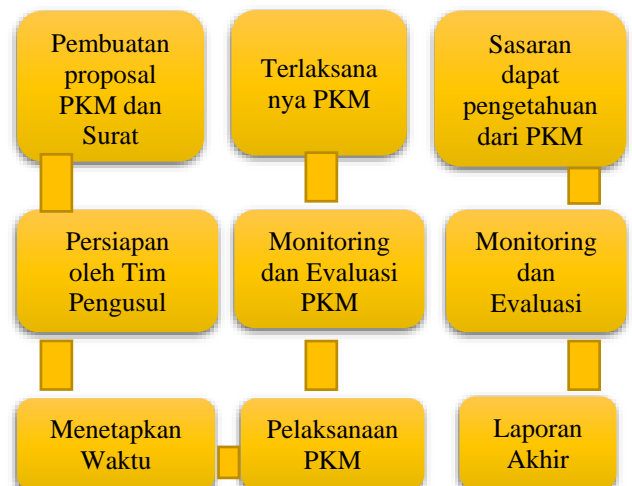 Pembuatan
proposal
PKM dan
Surat
Terlaksana
nya PKM
Sasaran
dapat
pengetahuan
dari PKM
Persiapan
oleh Tim
Pengusul
Monitoring
dan Evaluasi
PKM
Monitoring
dan
Evaluasi
Menetapkan
Waktu
Pelaksanaan
PKM
Laporan
Akhir